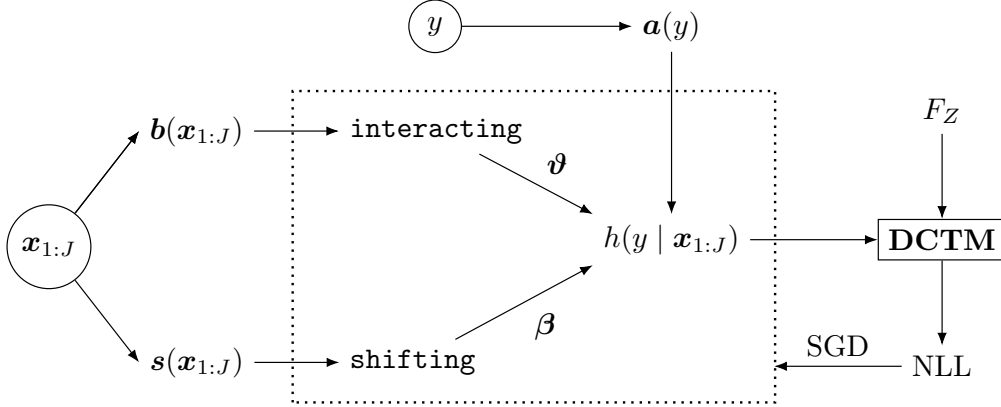 y
a(y)
b(x₁:J)
interacting
F_Z
ϑ
x₁:J
h(y | x₁:J)
DCTM
β
s(x₁:J)
shifting
SGD
NLL